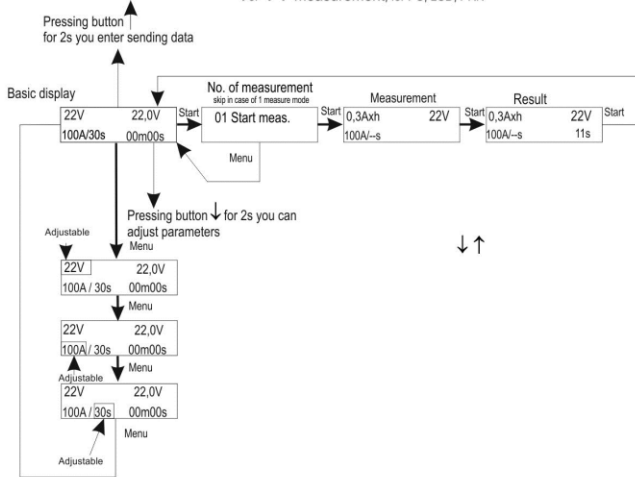 Pressing button
for 2s you enter sending data
Basic display
22V 22,0V
100A/30s 00m00s
Start
No. of measurement
skip in case of 1 measure mode
01 Start meas.
Menu
Start
Measurement
0,3Axh 22V
100A/--s
Start
Result
0,3Axh 22V
100A/--s 11s
Start
Pressing button ↓ for 2s you can
adjust parameters
Adjustable
Menu
22V 22,0V
100A / 30s 00m00s
Menu
22V 22,0V
100A / 30s 00m00s
Adjustable
Menu
22V 22,0V
100A / 30s 00m00s
Menu
Adjustable
↓↑